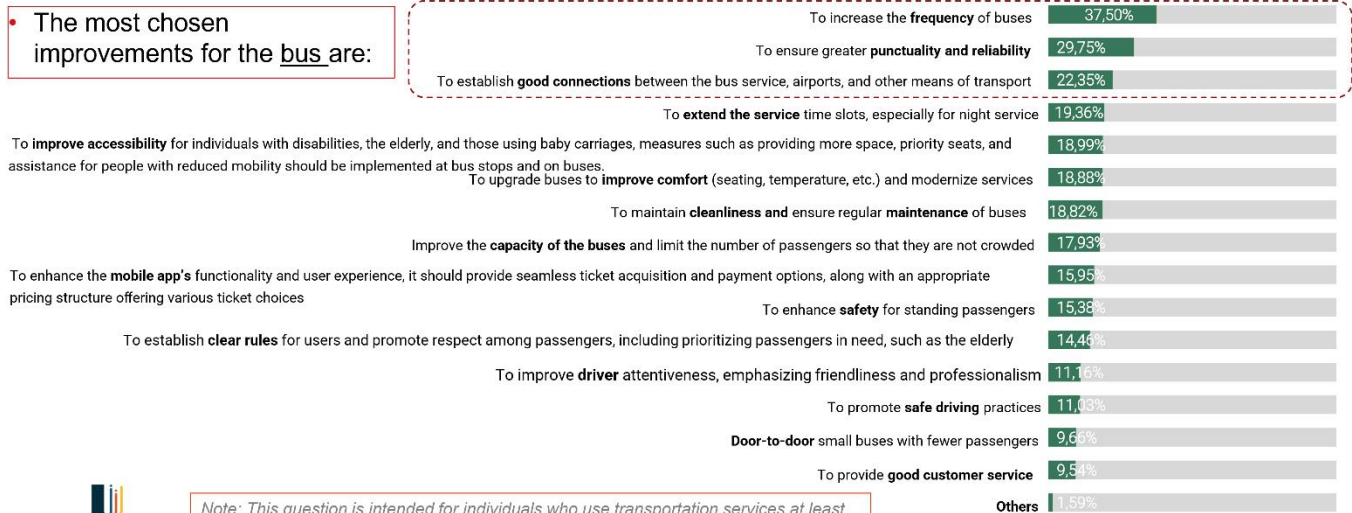 • The most chosen
improvements for the bus are:
To increase the frequency of buses 37,50%
To ensure greater punctuality and reliability 29,75%
To establish good connections between the bus service, airports, and other means of transport 22,35%
To extend the service time slots, especially for night service 19,36%
To improve accessibility for individuals with disabilities, the elderly, and those using baby carriages, measures such as providing more space, priority seats, and 18,99%
assistance for people with reduced mobility should be implemented at bus stops and on buses.
To upgrade buses to improve comfort (seating, temperature, etc.) and modernize services 18,88%
To maintain cleanliness and ensure regular maintenance of buses 18,82%
Improve the capacity of the buses and limit the number of passengers so that they are not crowded 17,93%
To enhance the mobile app's functionality and user experience, it should provide seamless ticket acquisition and payment options, along with an appropriate 15,95%
pricing structure offering various ticket choices
To enhance safety for standing passengers 15,38%
To establish clear rules for users and promote respect among passengers, including prioritizing passengers in need, such as the elderly 14,46%
To improve driver attentiveness, emphasizing friendliness and professionalism 11,16%
To promote safe driving practices 11,03%
Door-to-door small buses with fewer passengers 9,66%
To provide good customer service 9,54%
Others 1,59%
Note: This question is intended for individuals who use transportation services at least